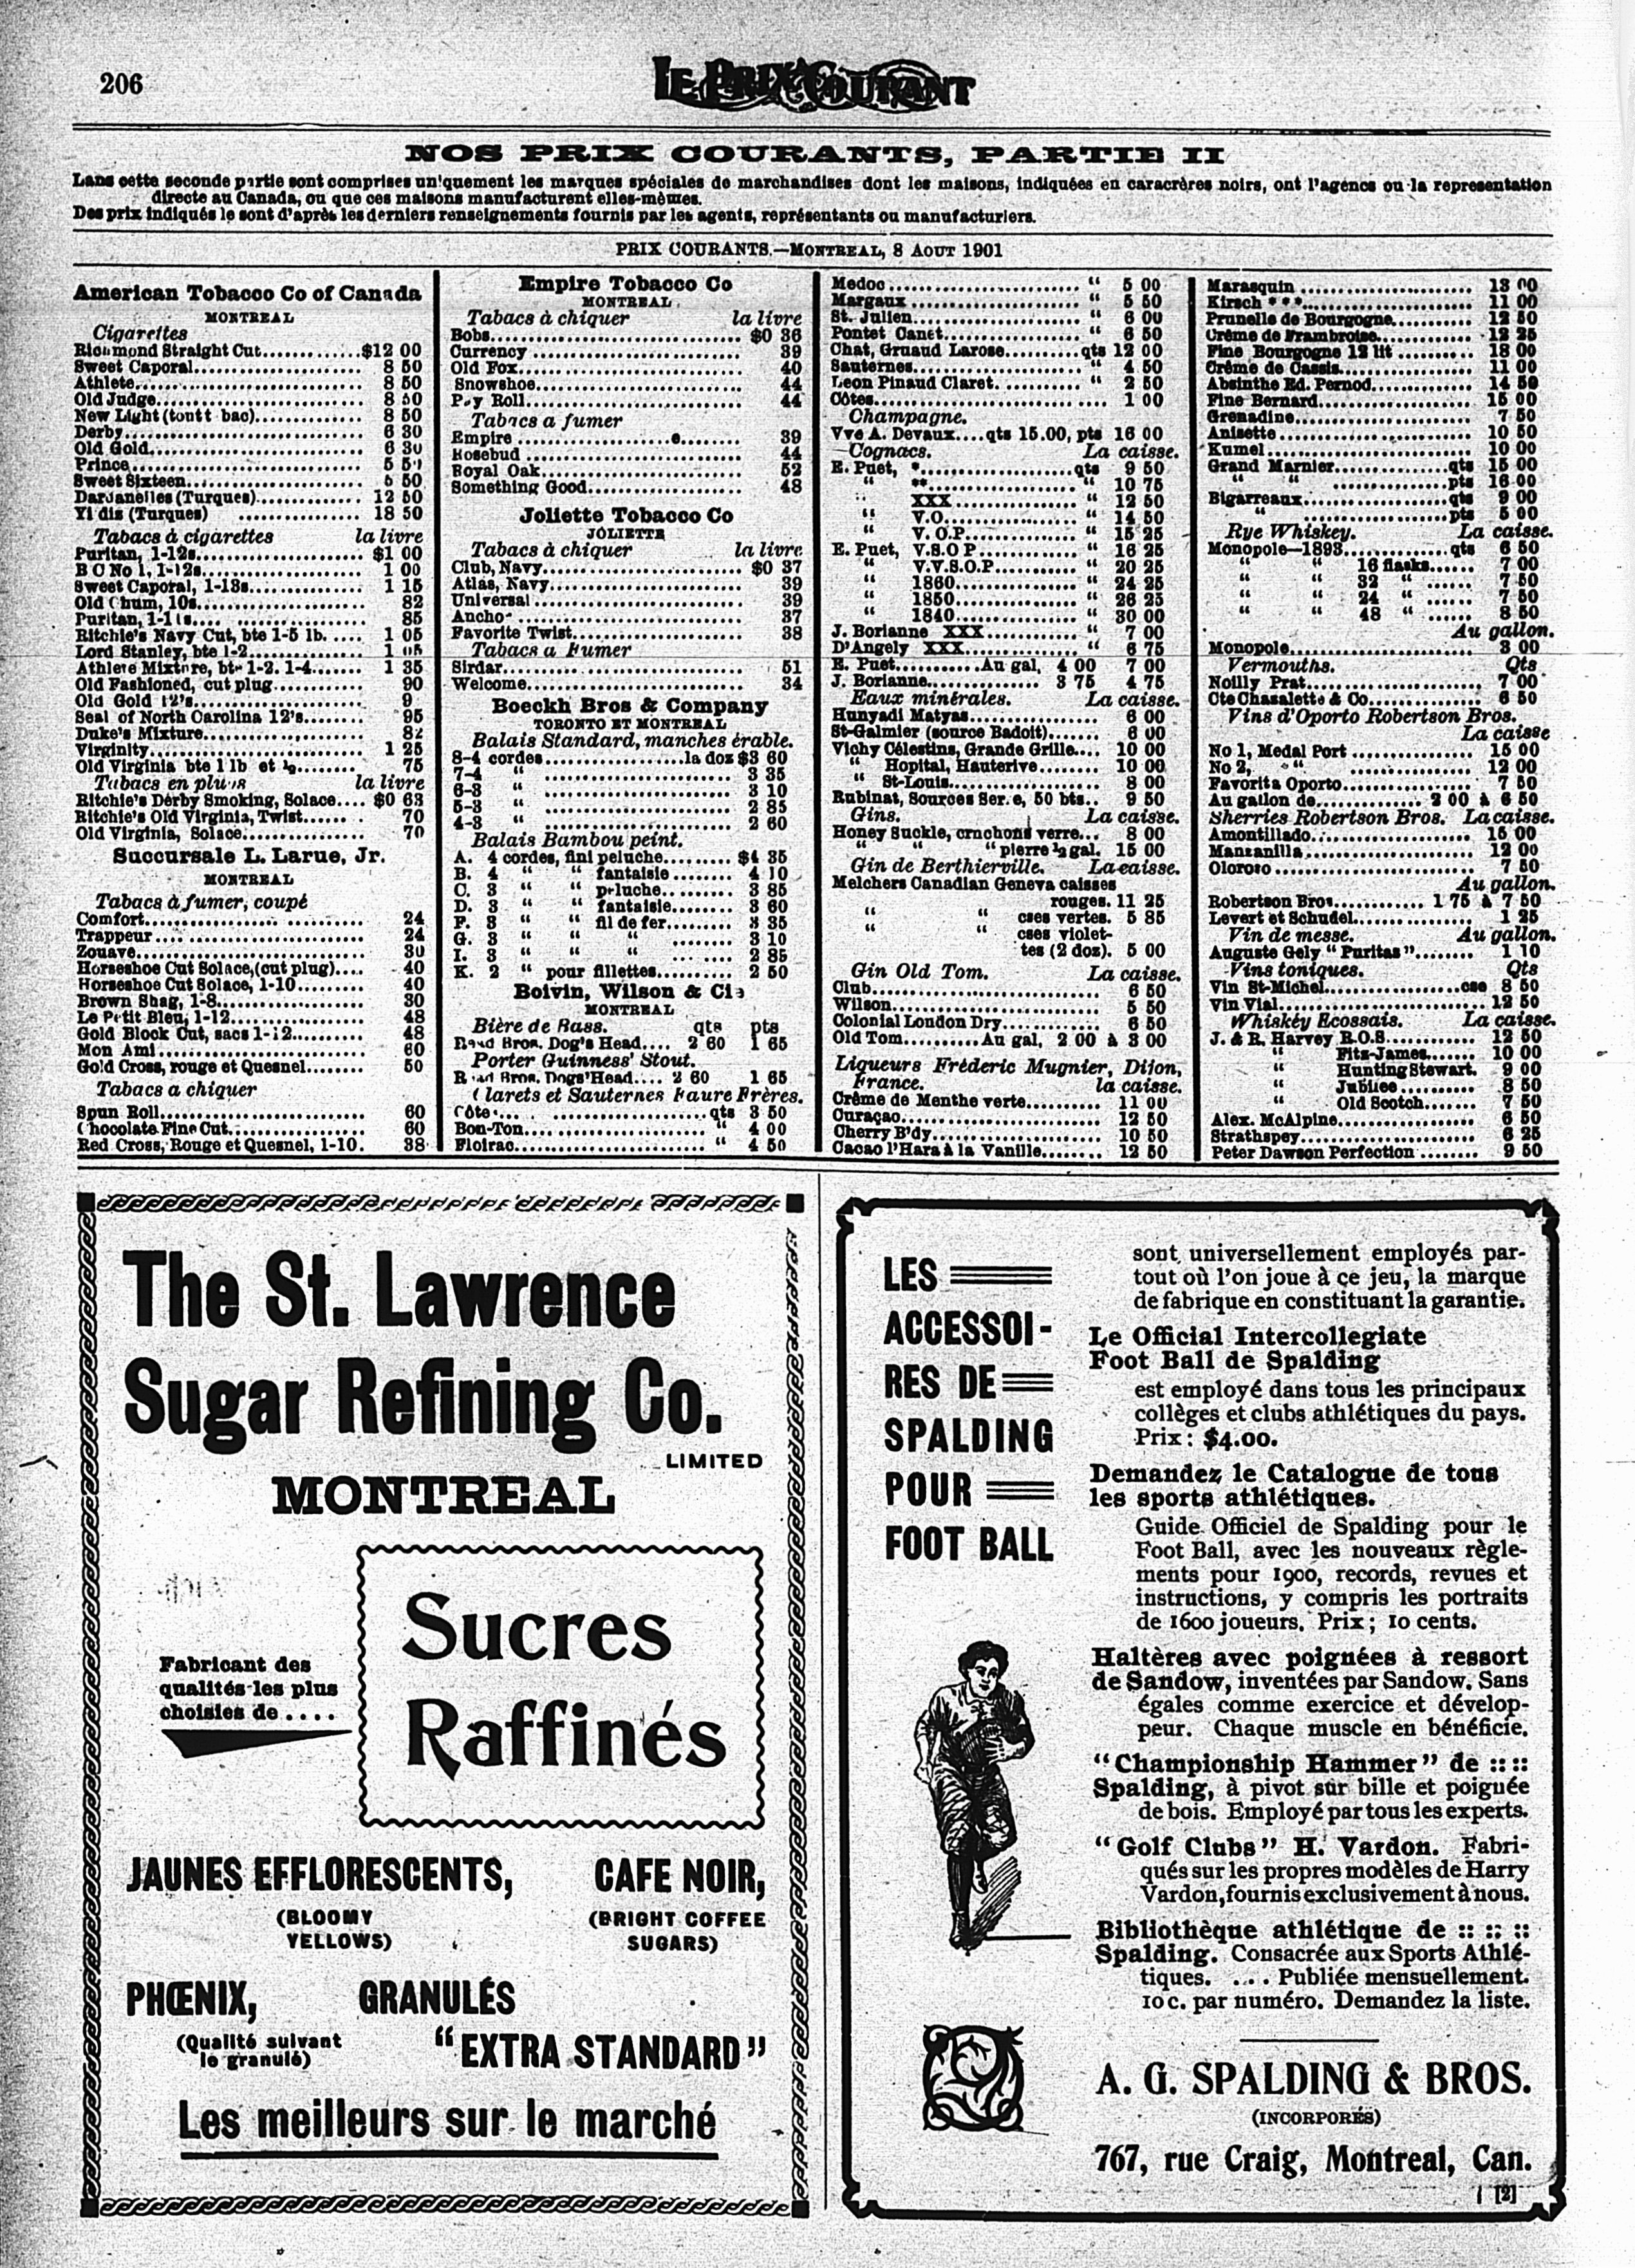 206
LE PRIX COURANT
NOS PRIX COURANTS, PARTIE II
Dans cette seconde partie sont comprises uniquement les marques spéciales de marchandises dont les maisons, indiquées en caracrères noirs, ont l'agence ou la representation
directe au Canada, ou que ces maisons manufacturent elles-mêmes.
Des prix indiqués le sont d'après les derniers renseignements fournis par les agents, représentants ou manufacturiers.
PRIX COURANTS.—MONTREAL, 8 AOUT 1901
American Tobacco Co of Canada
MONTREAL
Cigarettes
Richmond Straight Cut............$12 00
Sweet Caporal............ 8 50
Athlete............ 8 50
Old Judge............ 8 50
New Light (toutt bac)............ 8 50
Derby............ 6 30
Old Gold............ 6 30
Prince............ 5 50
Sweet Sixteen............ 5 50
Dardanelles (Turques)............ 12 50
Yildis (Turques) ............ 18 50
Tabacs à cigarettes la livre
Puritan, 1-12s............ $1 00
B C No 1, 1-12s............ 1 00
Sweet Caporal, 1-13s............ 1 15
Old Chum, 10s............ 82
Puritan, 1-11s............ 85
Ritchie's Navy Cut, bte 1-5 lb. .... 1 05
Lord Stanley, bte 1-2............ 1 05
Athlete Mixture, bte 1-2. 1-4....... 1 35
Old Fashioned, cut plug............ 90
Old Gold 12's............ 9
Seal of North Carolina 12's........ 95
Duke's Mixture............ 82
Virginity............ 1 25
Old Virginia bte 1 lb et ½........ 75
Tabacs en plugs la livre
Ritchie's Derby Smoking, Solace.... $0 63
Ritchie's Old Virginia, Twist...... 70
Old Virginia, Solace............ 70
Succursale L. Larue, Jr.
MONTREAL
Tabacs à fumer, coupé
Comfort............ 24
Trappeur............ 24
Zouave............ 30
Horseshoe Cut Solace,(cut plug).... 40
Horseshoe Cut Solace, 1-10......... 40
Brown Shag, 1-8............ 30
Le Petit Bleu, 1-12............ 48
Gold Block Cut, sacs 1-12.......... 48
Mon Ami............ 60
Gold Cross, rouge et Quesnel........ 50
Tabacs a chiquer
Spun Roll............ 60
Chocolate Fine Cut............ 60
Red Cross, Rouge et Quesnel, 1-10. 38
Empire Tobacco Co
MONTREAL
Tabacs à chiquer la livre
Bobs............ $0 36
Currency ............ 39
Old Fox............ 40
Snowshoe............ 44
Pay Roll............ 44
Tabacs a fumer
Empire ............ 39
Rosebud ............ 44
Royal Oak............ 52
Something Good............ 48
Joliette Tobacco Co
JOLIETTE
Tabacs à chiquer la livre
Club, Navy............ $0 37
Atlas, Navy............ 39
Universal ............ 39
Anchor ............ 37
Favorite Twist............ 38
Tabacs a Fumer
Sirdar............ 51
Welcome............ 34
Boeckh Bros & Company
TORONTO ET MONTREAL
Balais Standard, manches érable.
8-4 cordes............la doz $3 60
7-4 “ ............ 3 35
6-3 “ ............ 3 10
5-3 “ ............ 2 85
4-3 “ ............ 2 60
Balais Bambou peint.
A. 4 cordes, fini peluche.......... $4 35
B. 4 “ “ fantaisie........ 4 10
C. 3 “ “ peluche.......... 3 85
D. 3 “ “ fantaisie........ 3 60
F. 3 “ “ fil de fer........ 3 35
G. 3 “ “ “ ........ 3 10
I. 3 “ “ “ ........ 2 85
K. 2 “ pour fillettes.......... 2 50
Boivin, Wilson & Cie
MONTREAL
Bière de Bass. qts pts
Read Bros. Dog's Head.... 2 60 1 65
Porter Guinness' Stout.
Read Bros. Dogs'Head.... 2 60 1 65
Clarets et Sauternes Faure Frères.
Côte............ qts 3 50
Bon-Ton............ “ 4 00
Floirac............ “ 4 50
Medoc ............ “ 5 00
Margaux ............ “ 5 50
St. Julien............ “ 6 00
Pontet Canet............ “ 6 50
Chat, Gruaud Larose..........qts 12 00
Sauternes............ “ 4 50
Leon Pinaud Claret............ “ 2 50
Côtes............ 1 00
Champagne.
Vve A. Devaux....qts 15.00, pts 16 00
Cognacs. La caisse.
E. Puet, *............qts 9 50
“ **............“ 10 75
“ XXX............“ 12 50
“ V.O............“ 14 50
“ V. O.P............“ 15 25
E. Puet, V.S.O P............“ 16 25
“ V.V.S.O.P............“ 20 25
“ 1860............“ 24 25
“ 1850............“ 26 25
“ 1840............“ 30 00
J. Borianne XXX............“ 7 00
D'Angely XXX............“ 6 75
E. Puet..........Au gal, 4 00 7 00
J. Borianne............ 3 75 4 75
Eaux minérales. La caisse.
Hunyadi Matyas............ 6 00
St-Galmier (source Badoit)....... 6 00
Vichy Célestins, Grande Grille.... 10 00
“ Hopital, Hauterive........ 10 00
“ St-Louis............ 8 00
Rubinat, Sources Ser.e, 50 bts.. 9 50
Gins. La caisse.
Honey Suckle, cruchons verre... 8 00
“ “ “ pierre ½ gal. 15 00
Gin de Berthierville. La caisse.
Melchers Canadian Geneva caisses
rouges. 11 25
“ “ cses vertes. 5 85
“ “ cses violet-
tes (2 doz). 5 00
Gin Old Tom. La caisse.
Club............ 6 50
Wilson............ 5 50
Colonial London Dry............ 6 50
Old Tom..........Au gal, 2 00 à 3 00
Liqueurs Fréderic Mugnier, Dijon,
France. la caisse.
Crême de Menthe verte.......... 11 00
Curaçao............ 12 50
Cherry B'dy............ 10 50
Cacao l'Hara à la Vanille........ 12 50
Marasquin ............ 13 00
Kirsch * * *............ 11 00
Prunelle de Bourgogne........... 12 50
Crême de Frambroise............ 12 25
Fine Bourgogne 12 lit .......... 18 00
Crême de Cassis............ 11 00
Absinthe Ed. Pernod............ 14 50
Fine Bernard............ 15 00
Grenadine............ 7 50
Anisette ............ 10 50
Kumel............ 10 00
Grand Marnier............qts 15 00
“ “ ............pts 16 00
Bigarreaux............qts 9 00
“ ............pts 5 00
Rye Whiskey. La caisse.
Monopole—1893............qts 6 50
“ “ 16 flasks...... 7 00
“ “ 32 “ ...... 7 50
“ “ 24 “ ...... 7 50
“ “ 48 “ ...... 8 50
Au gallon.
Monopole............ 3 00
Vermouths. Qts
Noilly Prat............ 7 00
Cte Chasalette & Co............ 6 50
Vins d'Oporto Robertson Bros.
La caisse
No 1, Medal Port ............ 15 00
No 2, “ ............ 12 00
Favorita Oporto............ 7 50
Au gallon de............ 2 00 à 6 50
Sherries Robertson Bros. La caisse.
Amontillado............ 15 00
Manzanilla............ 12 00
Oloroso ............ 7 50
Au gallon.
Robertson Bros............ 1 75 à 7 50
Levert et Schudel............ 1 25
Vin de messe. Au gallon.
Auguste Gely “ Puritas ”........ 1 10
Vins toniques. Qts
Vin St-Michel............cse 8 50
Vin Vial............ 12 50
Whiskey Ecossais. La caisse.
J. & R. Harvey R.O.S............ 12 50
“ Fitz-James....... 10 00
“ Hunting Stewart. 9 00
“ Jubilee.......... 8 50
“ Old Scotch....... 7 50
Alex. McAlpine............ 6 50
Strathspey............ 6 25
Peter Dawson Perfection ........ 9 50
The St. Lawrence
Sugar Refining Co.
LIMITED
MONTREAL
Sucres
Raffinés
Fabricant des
qualités les plus
choisies de ....
JAUNES EFFLORESCENTS, CAFE NOIR,
(BLOOMY (BRIGHT COFFEE
YELLOWS) SUGARS)
PHŒNIX, GRANULÉS
(Qualité suivant
le granulé) “EXTRA STANDARD”
Les meilleurs sur le marché
LES
ACCESSOI-
RES DE
SPALDING
POUR
FOOT BALL
sont universellement employés par-
tout où l'on joue à ce jeu, la marque
de fabrique en constituant la garantie.
Le Official Intercollegiate
Foot Ball de Spalding
est employé dans tous les principaux
collèges et clubs athlétiques du pays.
Prix: $4.00.
Demandez le Catalogue de tous
les sports athlétiques.
Guide Officiel de Spalding pour le
Foot Ball, avec les nouveaux règle-
ments pour 1900, records, revues et
instructions, y compris les portraits
de 1600 joueurs. Prix; 10 cents.
Haltères avec poignées à ressort
de Sandow, inventées par Sandow. Sans
égales comme exercice et dévelop-
peur. Chaque muscle en bénéficie.
“Championship Hammer” de :: ::
Spalding, à pivot sur bille et poiguée
de bois. Employé par tous les experts.
“Golf Clubs” H. Vardon. Fabri-
qués sur les propres modèles de Harry
Vardon, fournis exclusivement à nous.
Bibliothèque athlétique de :: :: ::
Spalding. Consacrée aux Sports Athlé-
tiques. .... Publiée mensuellement.
10c. par numéro. Demandez la liste.
A. G. SPALDING & BROS.
(INCORPORÉS)
767, rue Craig, Montreal, Can.
[2]